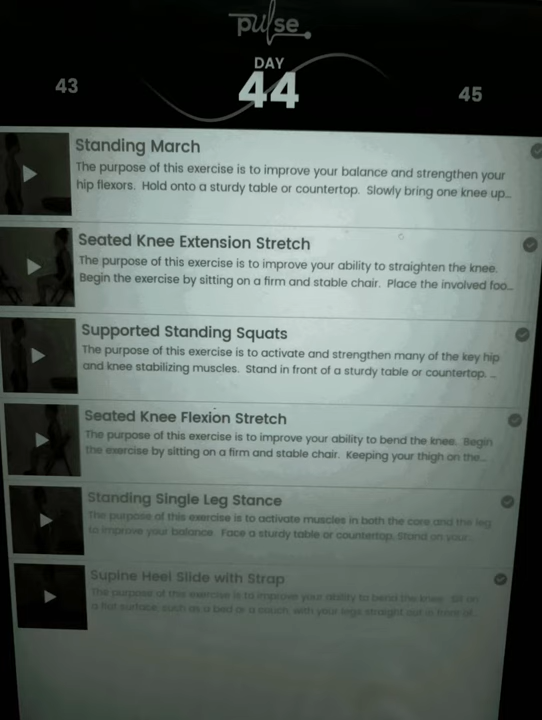 pulse
DAY
43
44
45
Standing March
The purpose of this exercise is to improve your balance and strengthen your
hip flexors. Hold onto a sturdy table or countertop. Slowly bring one knee up...
Seated Knee Extension Stretch
The purpose of this exercise is to improve your ability to straighten the knee.
Begin the exercise by sitting on a firm and stable chair. Place the involved foo...
Supported Standing Squats
The purpose of this exercise is to activate and strengthen many of the key hip
and knee stabilizing muscles. Stand in front of a sturdy table or countertop. ...
Seated Knee Flexion Stretch
The purpose of this exercise is to improve your ability to bend the knee. Begin
the exercise by sitting on a firm and stable chair. Keeping your thigh on the...
Standing Single Leg Stance
The purpose of this exercise is to activate muscles in both the core and the leg
to improve your balance. Face a sturdy table or countertop. Stand on your...
Supine Heel Slide with Strap
The purpose of this exercise is to improve your ability to bend the knee. Sit on
a flat surface, such as a bed or a couch, with your legs straight out in front of...